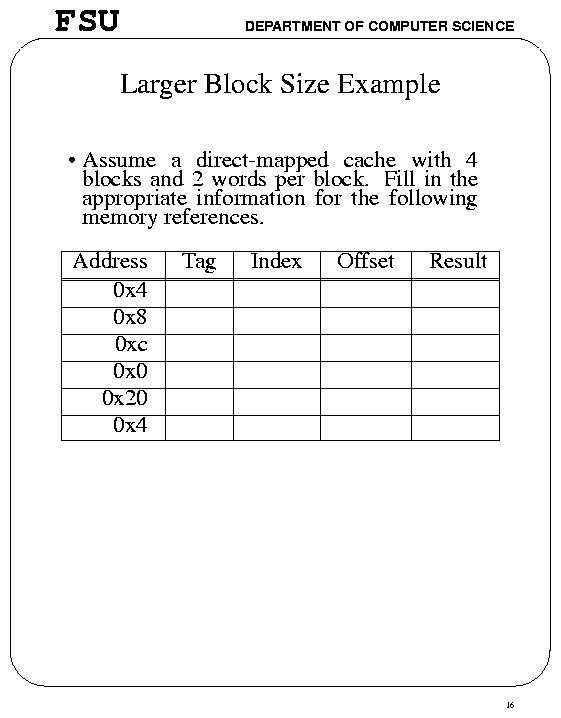 FSU DEPARTMENT OF COMPUTER SCIENCE
Larger Block Size Example
• Assume a direct-mapped cache with 4
blocks and 2 words per block. Fill in the
appropriate information for the following
memory references.
Address Tag Index Offset Result
0x4
0x8
0xc
0x0
0x20
0x4
16